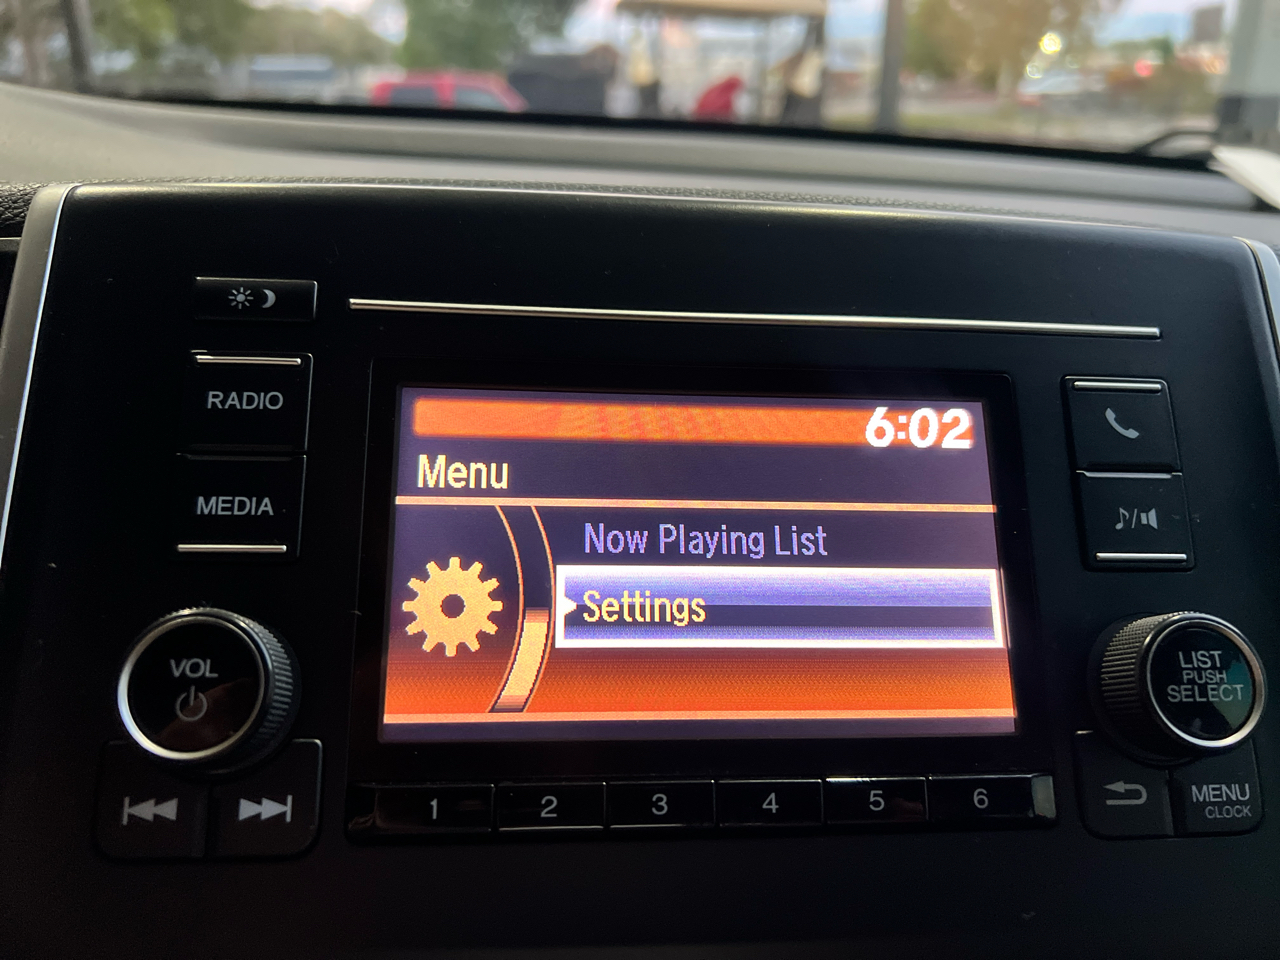 RADIO
MEDIA
VOL
6:02
Menu
Now Playing List
Settings
1 2 3 4 5 6
LIST
PUSH
SELECT
MENU
CLOCK